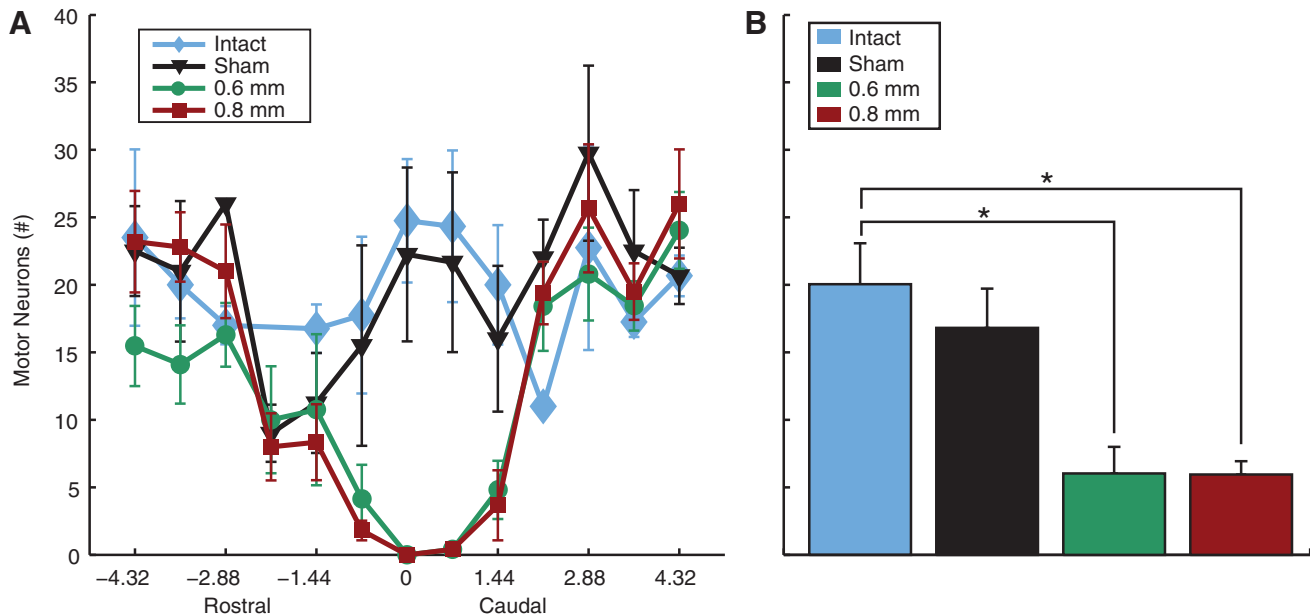 A
Intact
Sham
0.6 mm
0.8 mm
Motor Neurons (#)
40
35
30
25
20
15
10
5
0
−4.32 −2.88 −1.44 0 1.44 2.88 4.32
Rostral Caudal
B
Intact
Sham
0.6 mm
0.8 mm
*
*